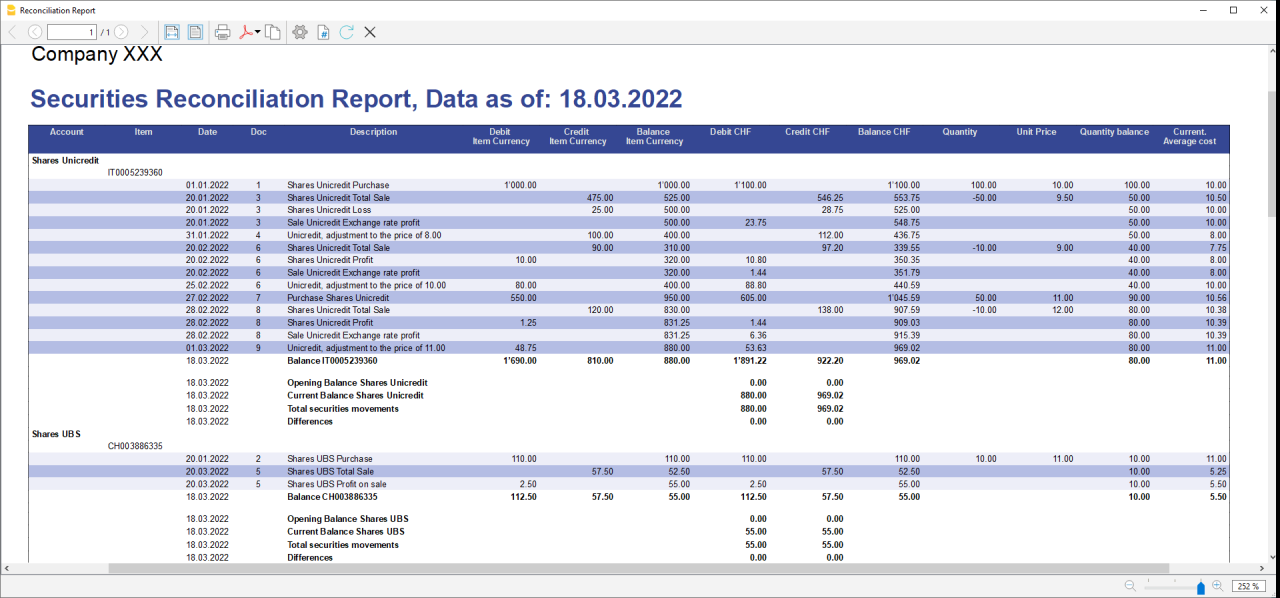 Reconciliation Report
1 / 1
Company XXX
Securities Reconciliation Report, Data as of: 18.03.2022
Account Item Date Doc Description Debit Item Currency Credit Item Currency Balance Item Currency Debit CHF Credit CHF Balance CHF Quantity Unit Price Quantity balance Current. Average cost
Shares Unicredit
IT0005239360
01.01.2022 1 Shares Unicredit Purchase 1'000.00 1'000.00 1'100.00 1'100.00 100.00 10.00 100.00 10.00
20.01.2022 3 Shares Unicredit Total Sale 475.00 525.00 546.25 553.75 -50.00 9.50 50.00 10.50
20.01.2022 3 Shares Unicredit Loss 25.00 500.00 28.75 525.00 50.00 10.00
20.01.2022 3 Sale Unicredit Exchange rate profit 500.00 23.75 548.75 50.00 10.00
31.01.2022 4 Unicredit, adjustment to the price of 8.00 100.00 400.00 112.00 436.75 50.00 8.00
20.02.2022 6 Shares Unicredit Total Sale 90.00 310.00 97.20 339.55 -10.00 9.00 40.00 7.75
20.02.2022 6 Shares Unicredit Profit 10.00 320.00 10.80 350.35 40.00 8.00
20.02.2022 6 Sale Unicredit Exchange rate profit 320.00 1.44 351.79 40.00 8.00
25.02.2022 6 Unicredit, adjustment to the price of 10.00 80.00 400.00 88.80 440.59 40.00 10.00
27.02.2022 7 Purchase Shares Unicredit 550.00 950.00 605.00 1'045.59 50.00 11.00 90.00 10.56
28.02.2022 8 Shares Unicredit Total Sale 120.00 830.00 138.00 907.59 -10.00 12.00 80.00 10.38
28.02.2022 8 Shares Unicredit Profit 1.25 831.25 1.44 909.03 80.00 10.39
28.02.2022 8 Sale Unicredit Exchange rate profit 831.25 6.36 915.39 80.00 10.39
01.03.2022 9 Unicredit, adjustment to the price of 11.00 48.75 880.00 53.63 969.02 80.00 11.00
18.03.2022 Balance IT0005239360 1'690.00 810.00 880.00 1'891.22 922.20 969.02 80.00 11.00
18.03.2022 Opening Balance Shares Unicredit 0.00 0.00
18.03.2022 Current Balance Shares Unicredit 880.00 969.02
18.03.2022 Total securities movements 880.00 969.02
18.03.2022 Differences 0.00 0.00
Shares UBS
CH003886335
20.01.2022 2 Shares UBS Purchase 110.00 110.00 110.00 110.00 10.00 11.00 10.00 11.00
20.03.2022 5 Shares UBS Total Sale 57.50 52.50 57.50 52.50 10.00 5.25
20.03.2022 5 Shares UBS Profit on sale 2.50 55.00 2.50 55.00 10.00 5.50
18.03.2022 Balance CH003886335 112.50 57.50 55.00 112.50 57.50 55.00 10.00 5.50
18.03.2022 Opening Balance Shares UBS 0.00 0.00
18.03.2022 Current Balance Shares UBS 55.00 55.00
18.03.2022 Total securities movements 55.00 55.00
18.03.2022 Differences 0.00 0.00
252 %